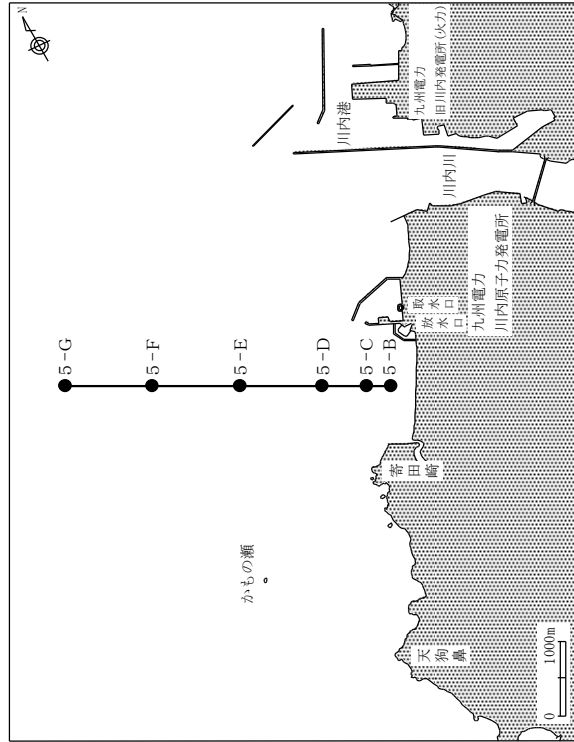 N
川内港
九州電力
旧川内発電所(火力)
川内川
5-G
5-F
5-E
5-D
5-C
5-B
取水口
放水口
九州電力
川内原子力発電所
寄田崎
かもの瀬
天狗鼻
0 1000m